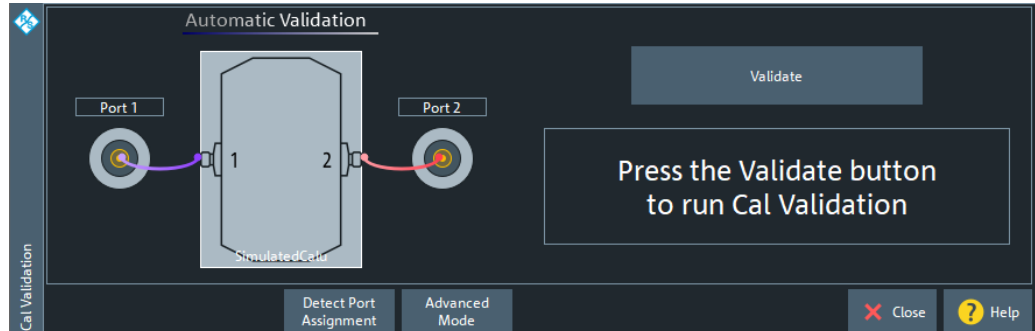 Automatic Validation
Port 1
Port 2
1
2
SimulatedCalu
Validate
Press the Validate button
to run Cal Validation
Cal Validation
Detect Port
Assignment
Advanced
Mode
Close
? Help